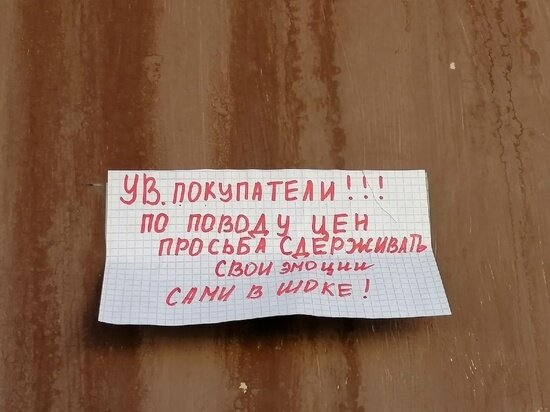 УВ. ПОКУПАТЕЛИ!!!
ПО ПОВОДУ ЦЕН
ПРОСЬБА СДЕРЖИВАТЬ
СВОИ ЭМОЦИИ
САМИ В ШОКЕ!